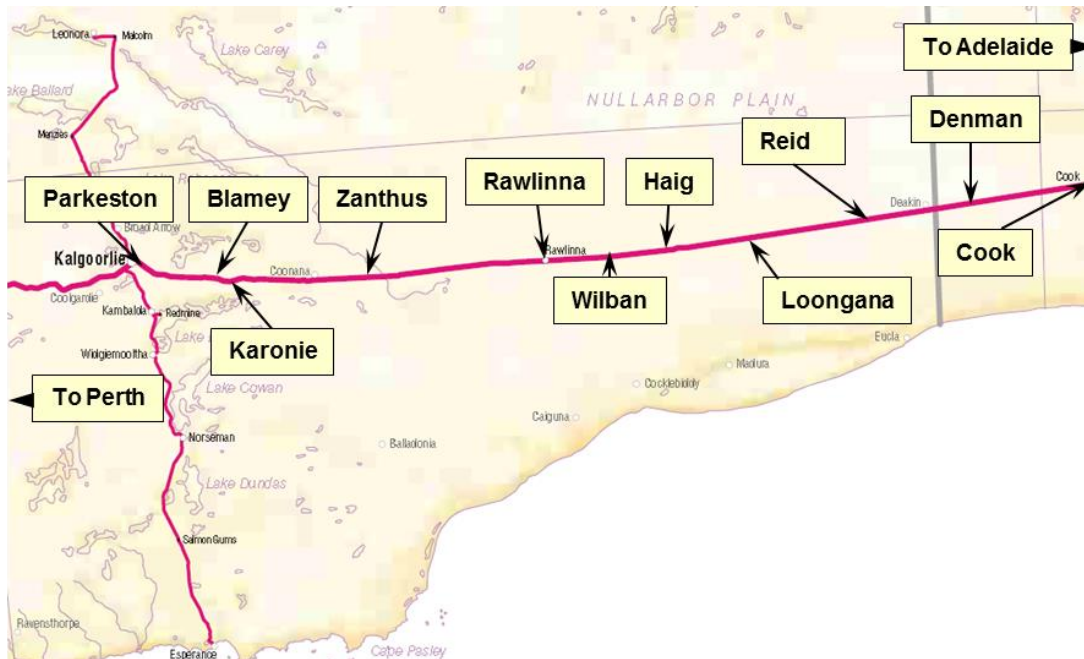 Leonora
Malcolm
Lake Carey
To Adelaide
Lake Ballard
NULLARBOR PLAIN
Menzies
Denman
Reid
Parkeston
Blamey
Zanthus
Rawlinna
Haig
Cook
Deakin
Broad Arrow
Kalgoorlie
Coonana
Rawlinna
Cook
Coolgardie
Wilban
Loongana
Kambalda
Redmine
Karonie
Eucla
Widgiemooltha
Madura
Lake Cowan
Cocklebiddy
To Perth
Caiguna
Norseman
Balladonia
Lake Dundas
Salmon Gums
Ravensthorpe
Esperance
Cape Pasley